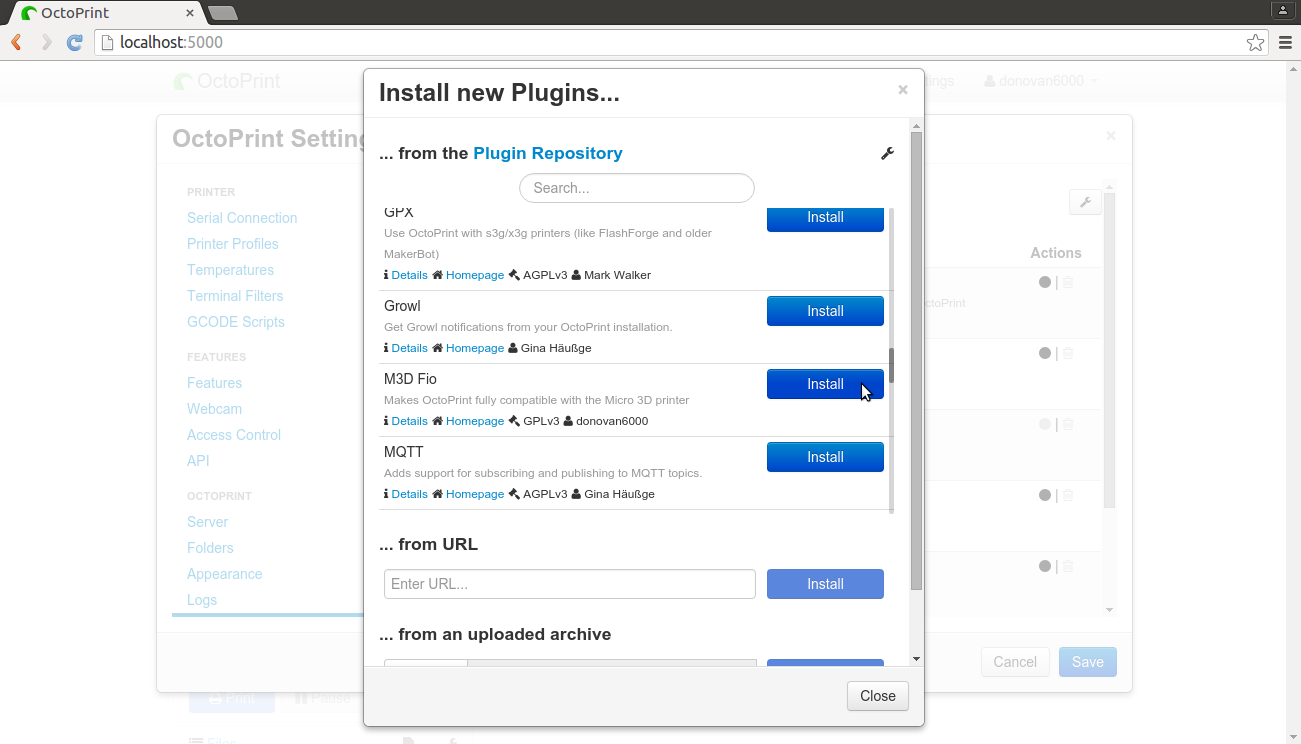 OctoPrint
localhost:5000
OctoPrint
donovan6000
Install new Plugins...
OctoPrint Setting
... from the Plugin Repository
Search...
PRINTER
Serial Connection
Printer Profiles
Temperatures
Terminal Filters
GCODE Scripts
FEATURES
Features
Webcam
Access Control
API
OCTOPRINT
Server
Folders
Appearance
Logs
GPX
Install
Use OctoPrint with s3g/x3g printers (like FlashForge and older
MakerBot)
Details Homepage AGPLv3 Mark Walker
Growl
Install
Get Growl notifications from your OctoPrint installation.
Details Homepage Gina Häußge
M3D Fio
Install
Makes OctoPrint fully compatible with the Micro 3D printer
Details Homepage GPLv3 donovan6000
MQTT
Install
Adds support for subscribing and publishing to MQTT topics.
Details Homepage AGPLv3 Gina Häußge
... from URL
Enter URL...
Install
... from an uploaded archive
Close
Actions
|
ctoPrint
|
|
|
|
Cancel
Save
Print
Pause
Files